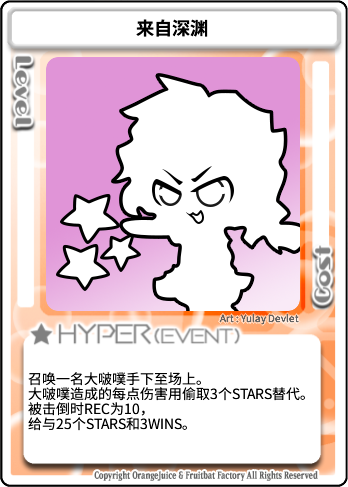 来自深渊
Level
Cost
Art : Yulay Devlet
HYPER (EVENT)
召唤一名大啵噗手下至场上。
大啵噗造成的每点伤害用偷取3个STARS替代。
被击倒时REC为10，
给与25个STARS和3WINS。
Copyright OrangeJuice & Fruitbat Factory All Rights Reserved